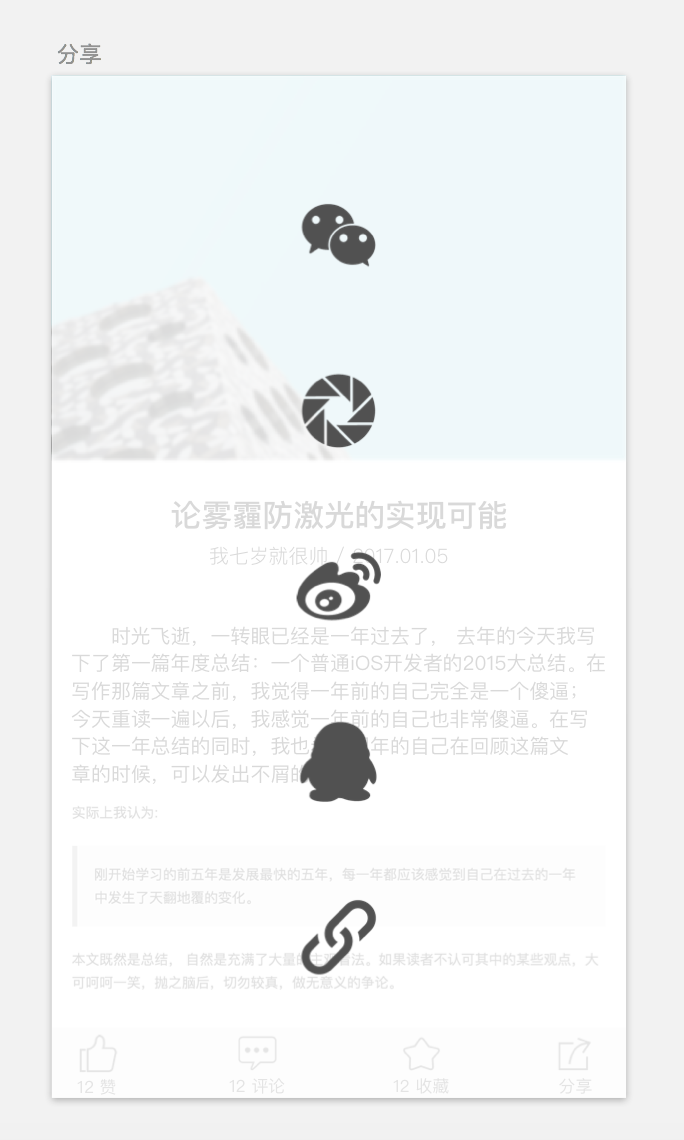 分享
论雾霾防激光的实现可能
我七岁就很帅 / 2017.01.05
时光飞逝，一转眼已经是一年过去了， 去年的今天我写
下了第一篇年度总结：一个普通iOS开发者的2015大总结。在
写作那篇文章之前，我觉得一年前的自己完全是一个傻逼；
今天重读一遍以后，我感觉一年前的自己也非常傻逼。在写
下这一年总结的同时，我也 年的自己在回顾这篇文
章的时候，可以发出不屑的
实际上我认为:
刚开始学习的前五年是发展最快的五年，每一年都应该感觉到自己在过去的一年
中发生了天翻地覆的变化。
本文既然是总结， 自然是充满了大量的主观看法。如果读者不认可其中的某些观点，大
可呵呵一笑，抛之脑后，切勿较真，做无意义的争论。
12 赞
12 评论
12 收藏
分享